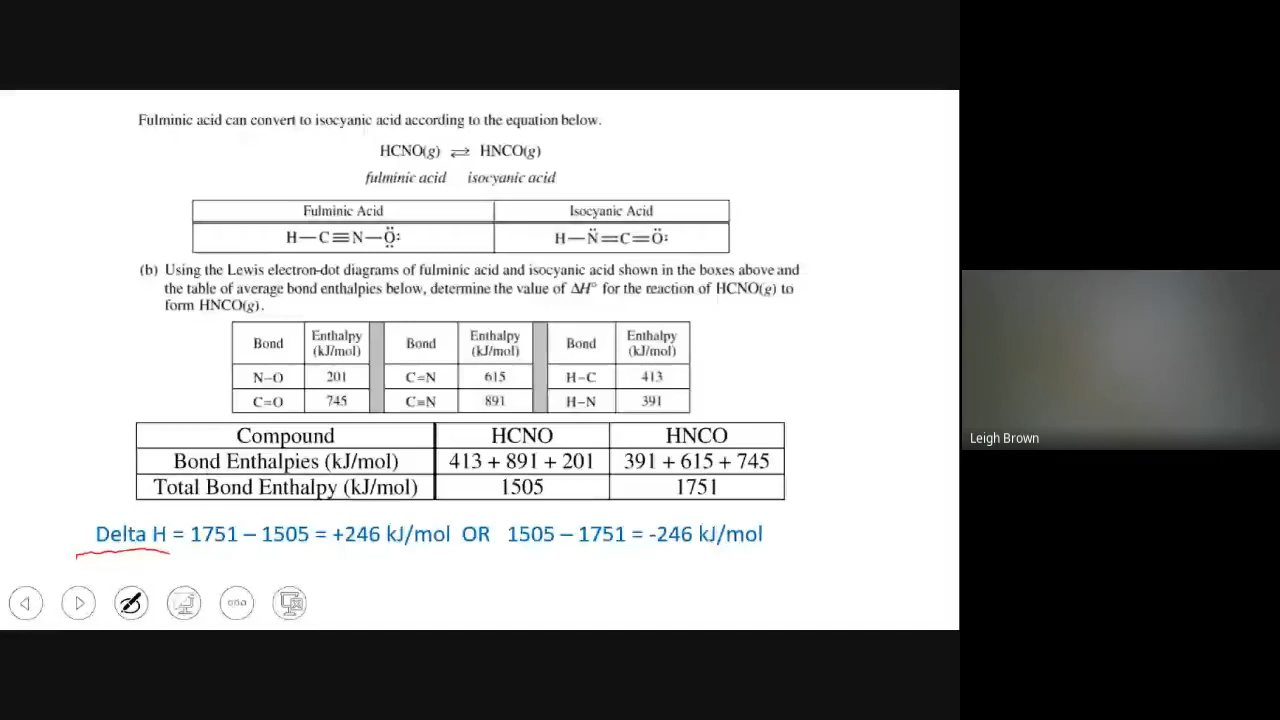 Fulminic acid can convert to isocyanic acid according to the equation below.
HCNO(g) ⇌ HNCO(g)
fulminic acid isocyanic acid
Fulminic Acid Isocyanic Acid
H—C≡N—Ö: H—N̈=C=Ö:
(b) Using the Lewis electron-dot diagrams of fulminic acid and isocyanic acid shown in the boxes above and
the table of average bond enthalpies below, determine the value of ΔH° for the reaction of HCNO(g) to
form HNCO(g).
Bond Enthalpy (kJ/mol) Bond Enthalpy (kJ/mol) Bond Enthalpy (kJ/mol)
N–O 201 C=N 615 H–C 413
C=O 745 C≡N 891 H–N 391
Compound HCNO HNCO
Bond Enthalpies (kJ/mol) 413 + 891 + 201 391 + 615 + 745
Total Bond Enthalpy (kJ/mol) 1505 1751
Delta H = 1751 – 1505 = +246 kJ/mol OR 1505 – 1751 = -246 kJ/mol
Leigh Brown